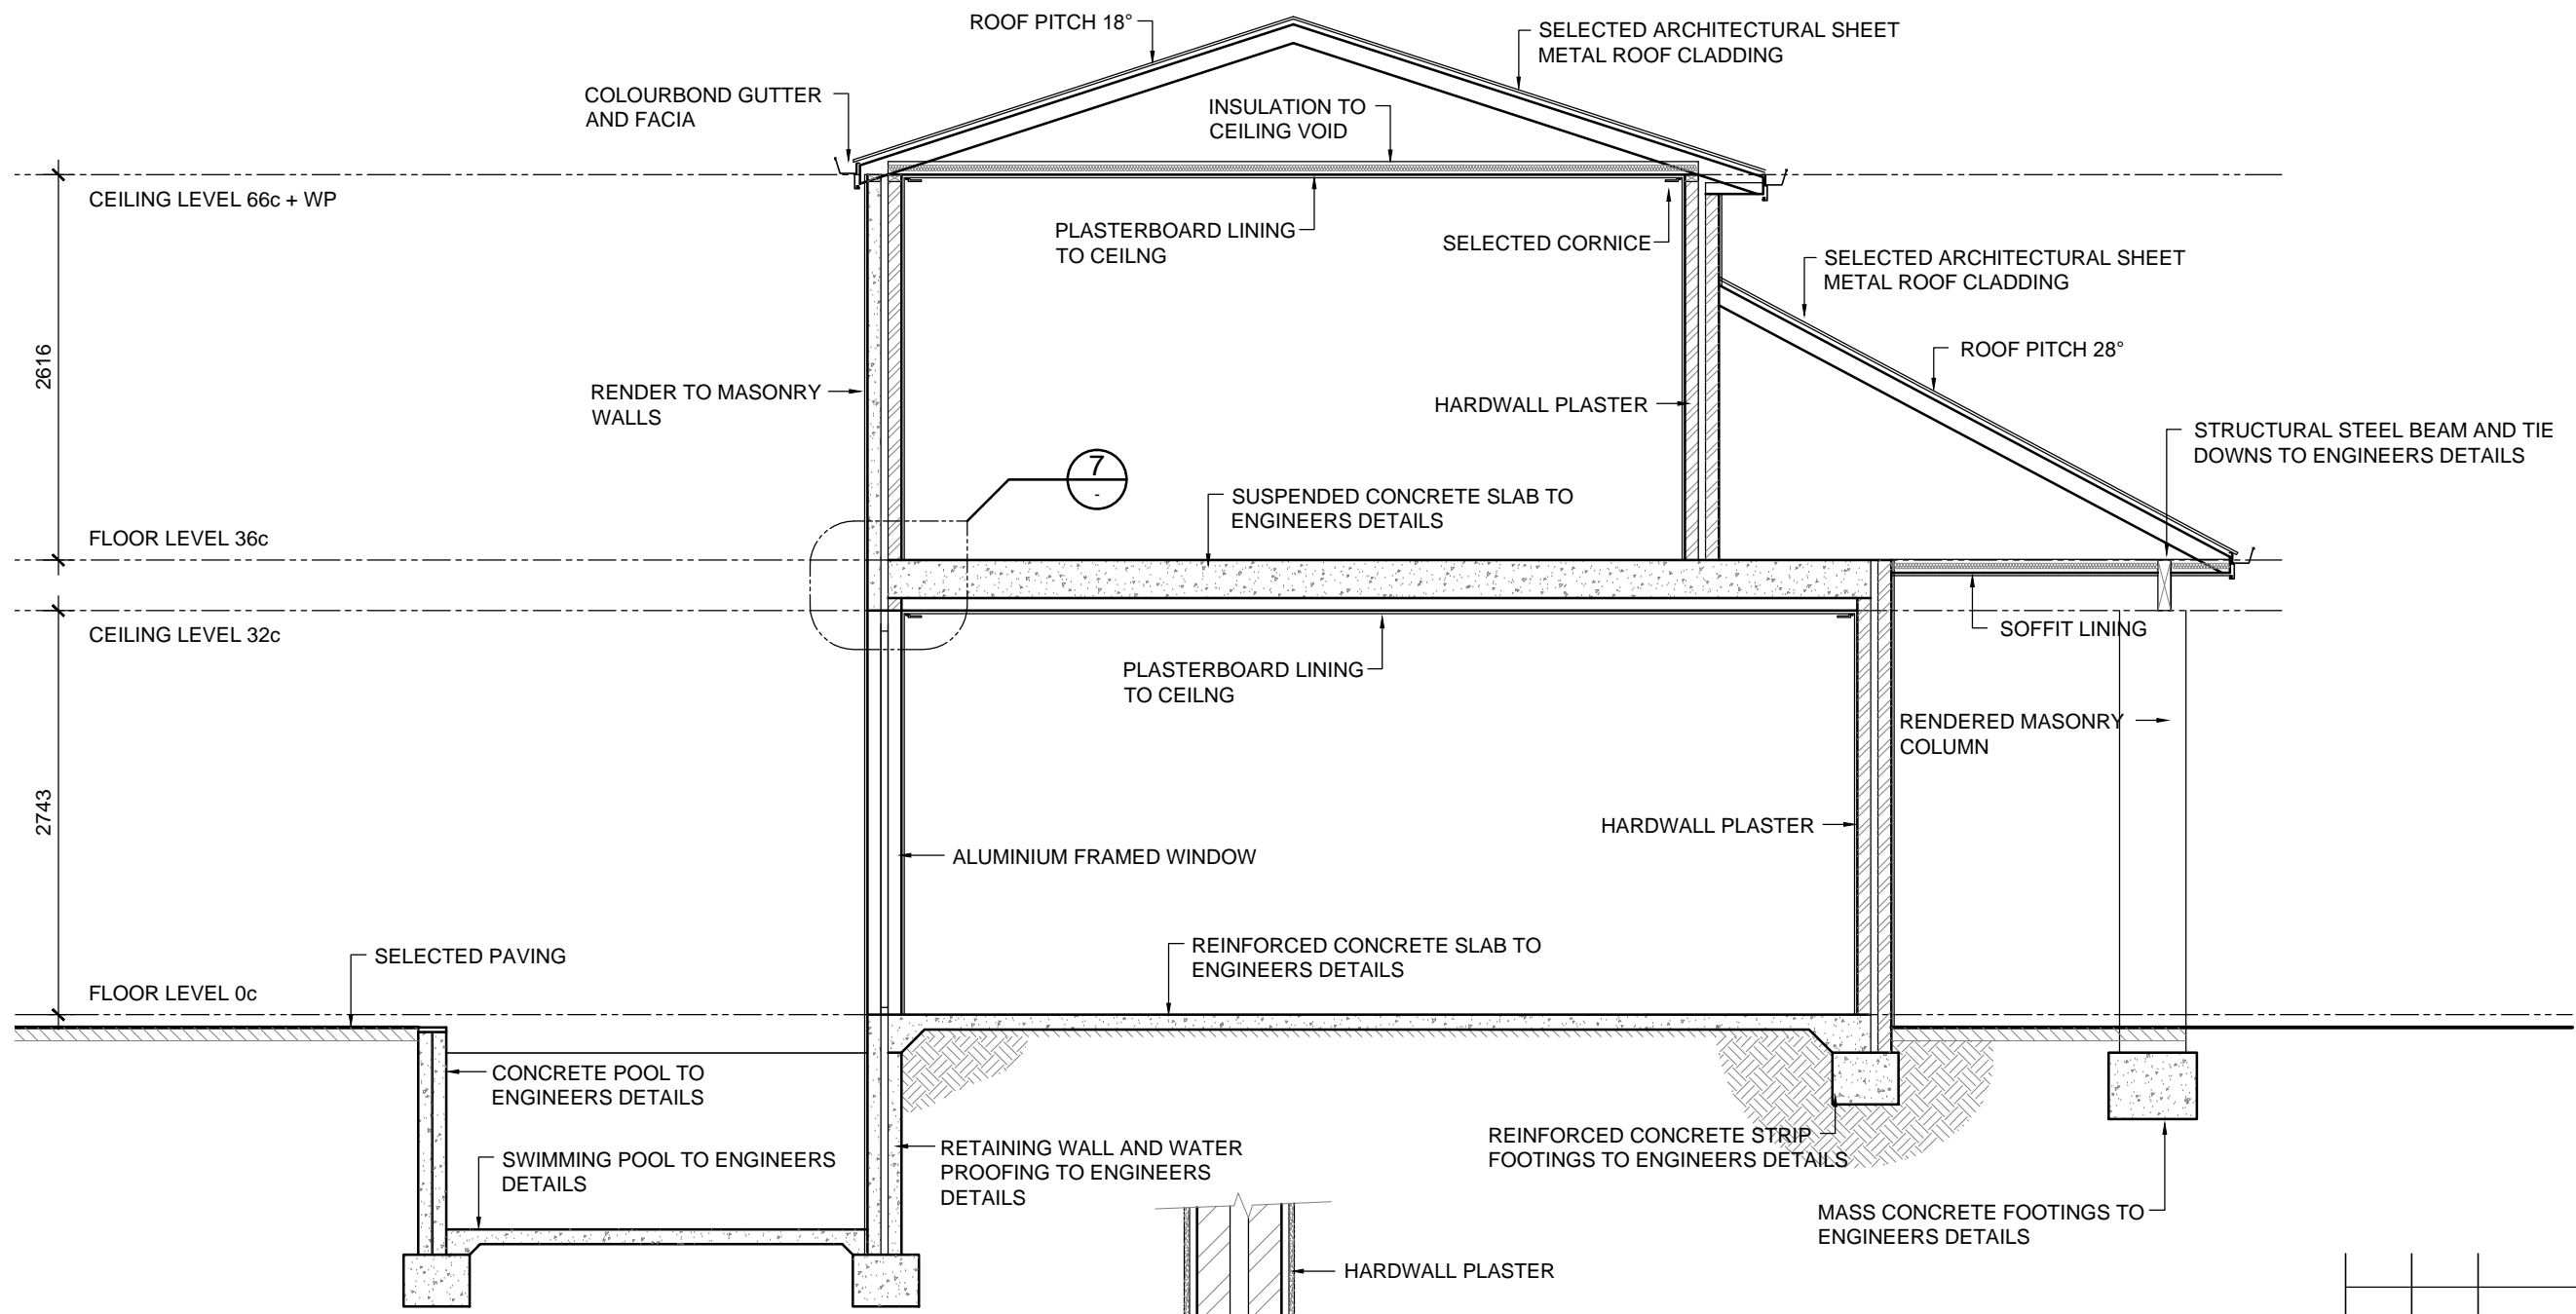 ROOF PITCH 18°
SELECTED ARCHITECTURAL SHEET
METAL ROOF CLADDING
COLOURBOND GUTTER
AND FACIA
INSULATION TO
CEILING VOID
CEILING LEVEL 66c + WP
PLASTERBOARD LINING
TO CEILNG
SELECTED CORNICE
SELECTED ARCHITECTURAL SHEET
METAL ROOF CLADDING
ROOF PITCH 28°
2616
RENDER TO MASONRY
WALLS
HARDWALL PLASTER
STRUCTURAL STEEL BEAM AND TIE
DOWNS TO ENGINEERS DETAILS
7
-
SUSPENDED CONCRETE SLAB TO
ENGINEERS DETAILS
FLOOR LEVEL 36c
CEILING LEVEL 32c
SOFFIT LINING
PLASTERBOARD LINING
TO CEILNG
RENDERED MASONRY
COLUMN
2743
HARDWALL PLASTER
ALUMINIUM FRAMED WINDOW
SELECTED PAVING
REINFORCED CONCRETE SLAB TO
ENGINEERS DETAILS
FLOOR LEVEL 0c
CONCRETE POOL TO
ENGINEERS DETAILS
SWIMMING POOL TO ENGINEERS
DETAILS
RETAINING WALL AND WATER
PROOFING TO ENGINEERS
DETAILS
REINFORCED CONCRETE STRIP
FOOTINGS TO ENGINEERS DETAILS
MASS CONCRETE FOOTINGS TO
ENGINEERS DETAILS
HARDWALL PLASTER